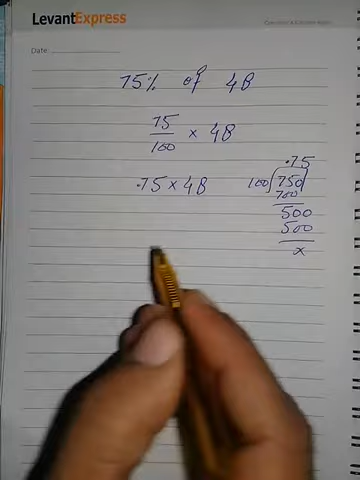 LevantExpress
Date:
75% of 48
75
100 × 48
.75
.75 × 48 100 750
700
500
500
x